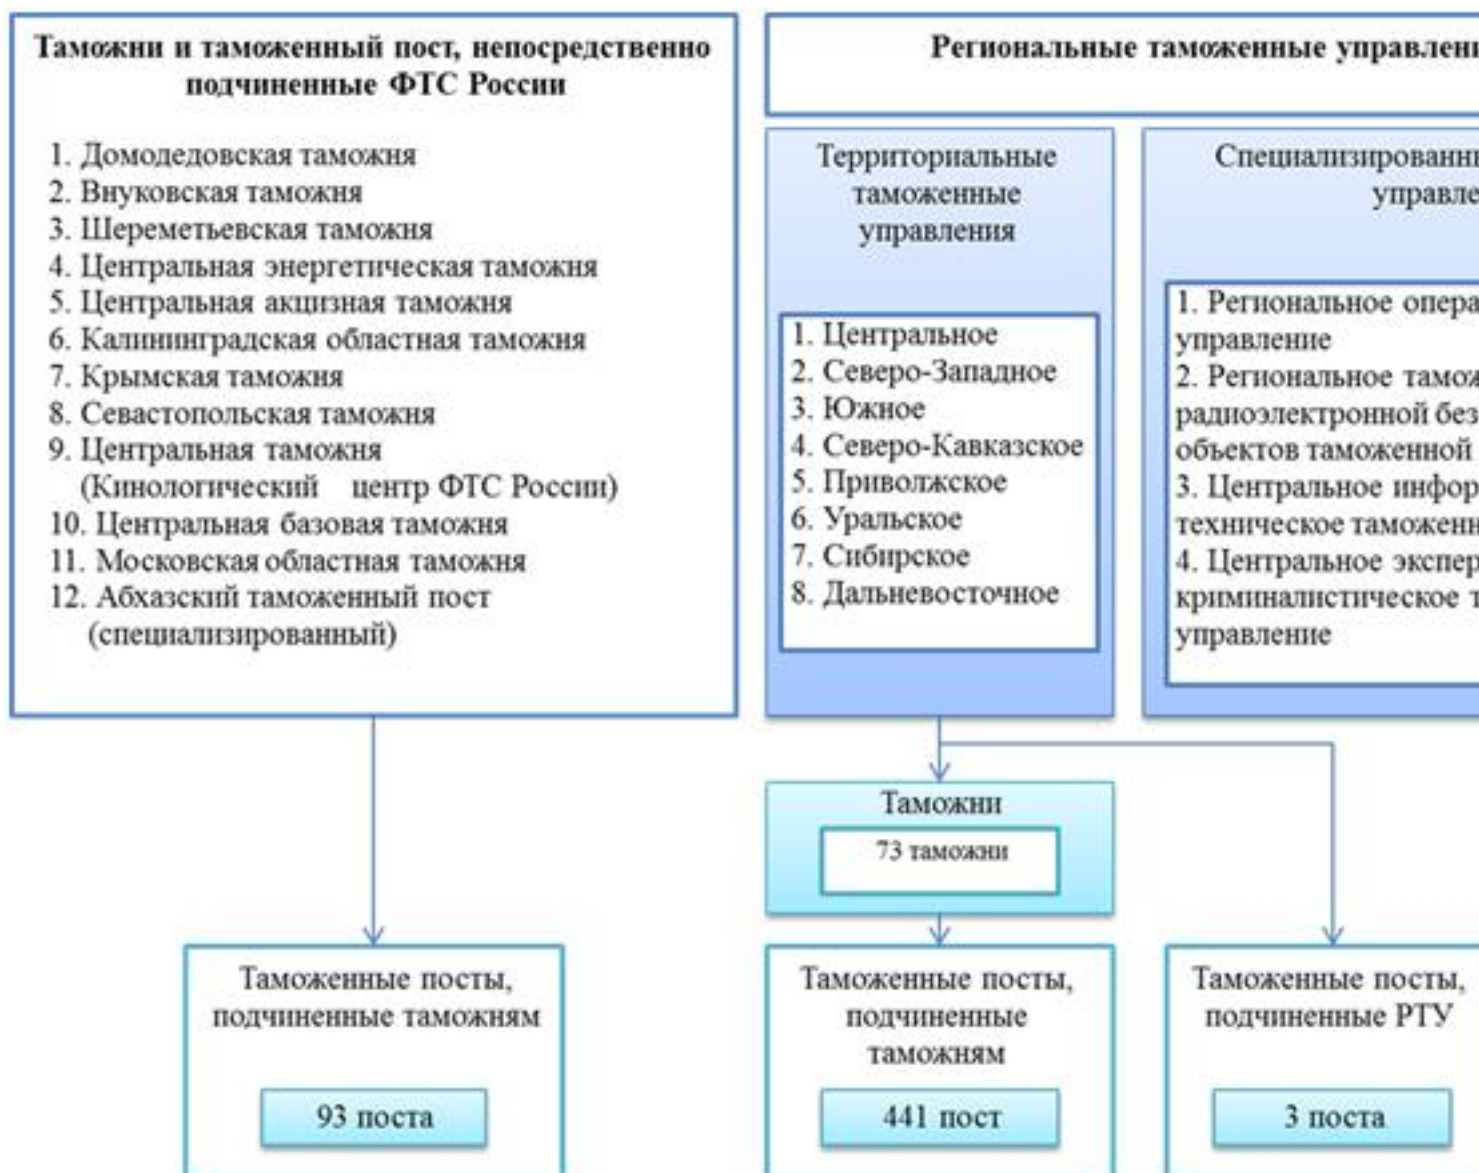 Таможни и таможенный пост, непосредственно
подчиненные ФТС России
1. Домодедовская таможня
2. Внуковская таможня
3. Шереметьевская таможня
4. Центральная энергетическая таможня
5. Центральная акцизная таможня
6. Калининградская областная таможня
7. Крымская таможня
8. Севастопольская таможня
9. Центральная таможня
(Кинологический центр ФТС России)
10. Центральная базовая таможня
11. Московская областная таможня
12. Абхазский таможенный пост
(специализированный)
Региональные таможенные
Территориальные
таможенные
управления
1. Центральное
2. Северо-Западное
3. Южное
4. Северо-Кавказское
5. Приволжское
6. Уральское
7. Сибирское
8. Дальневосточное
1. Региональное
управление
2. Региональное
радиоэлектронной
объектов таможенной
3. Центральное
техническое
4. Центральное
криминалистическое
управление
Таможни
73 таможни
Таможенные посты,
подчиненные таможням
93 поста
Таможенные посты,
подчиненные
таможням
441 пост
Таможенные посты,
подчиненные РТУ
3 поста